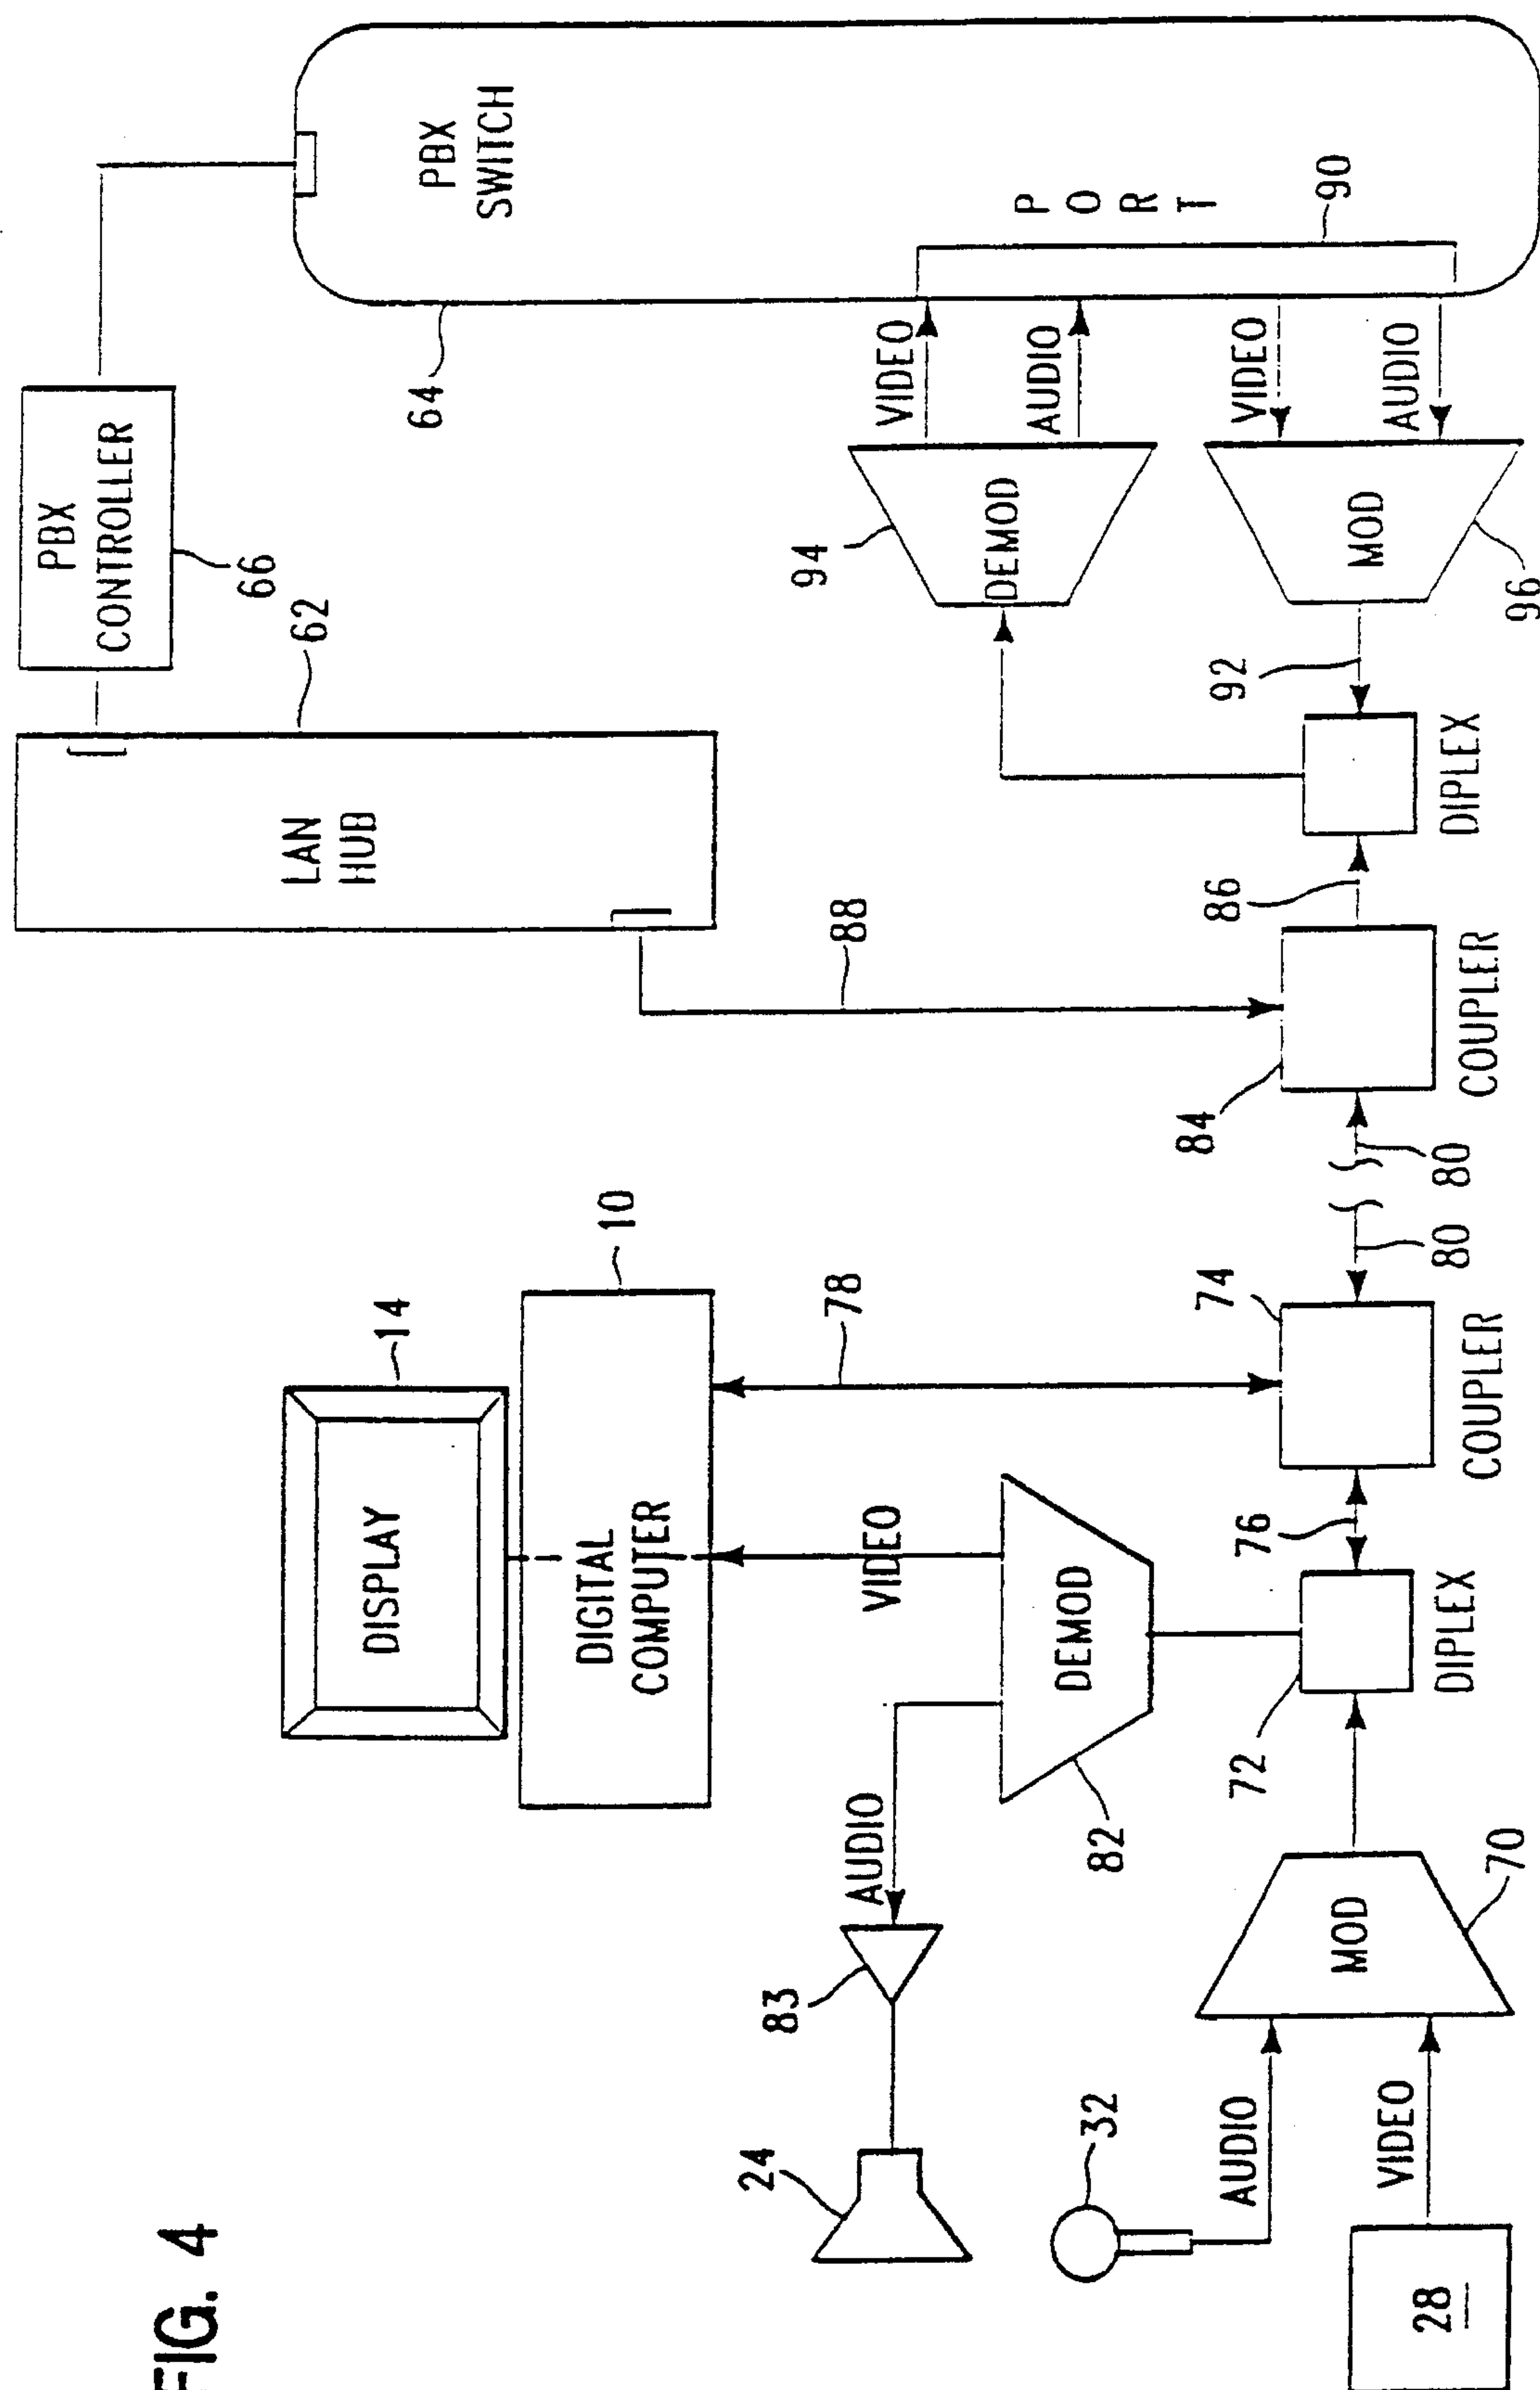 FIG. 4
DISPLAY
14
DIGITAL
COMPUTER
10
LAN
HUB
62
PBX
CONTROLLER
66
PBX
SWITCH
64
PORT
90
24
83
AUDIO
VIDEO
78
88
DEMOD
82
94
DEMOD
VIDEO
AUDIO
32
AUDIO
28
VIDEO
MOD
70
72
DIPLEX
76
74
COUPLER
80
80
84
COUPLER
86
DIPLEX
92
MOD
96
VIDEO
AUDIO